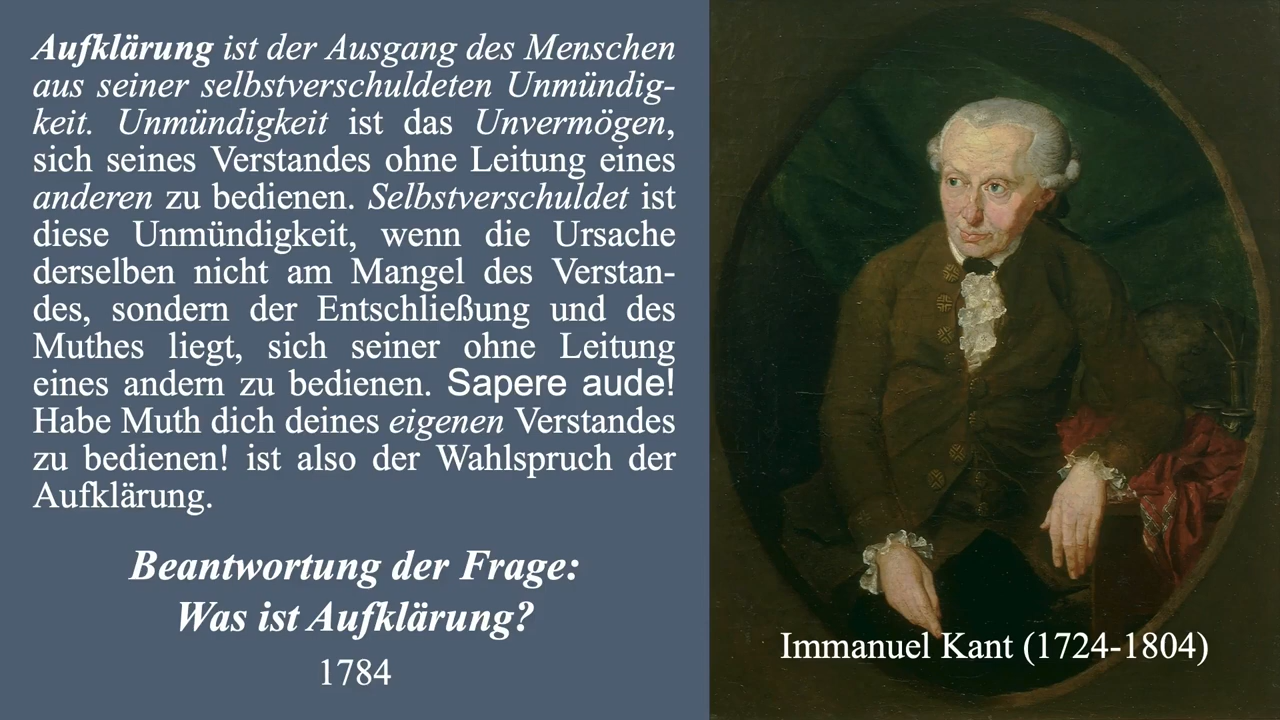 Aufklärung ist der Ausgang des Menschen
aus seiner selbstverschuldeten Unmündig-
keit. Unmündigkeit ist das Unvermögen,
sich seines Verstandes ohne Leitung eines
anderen zu bedienen. Selbstverschuldet ist
diese Unmündigkeit, wenn die Ursache
derselben nicht am Mangel des Verstan-
des, sondern der Entschließung und des
Muthes liegt, sich seiner ohne Leitung
eines andern zu bedienen. Sapere aude!
Habe Muth dich deines eigenen Verstandes
zu bedienen! ist also der Wahlspruch der
Aufklärung.
Beantwortung der Frage:
Was ist Aufklärung?
1784
Immanuel Kant (1724-1804)